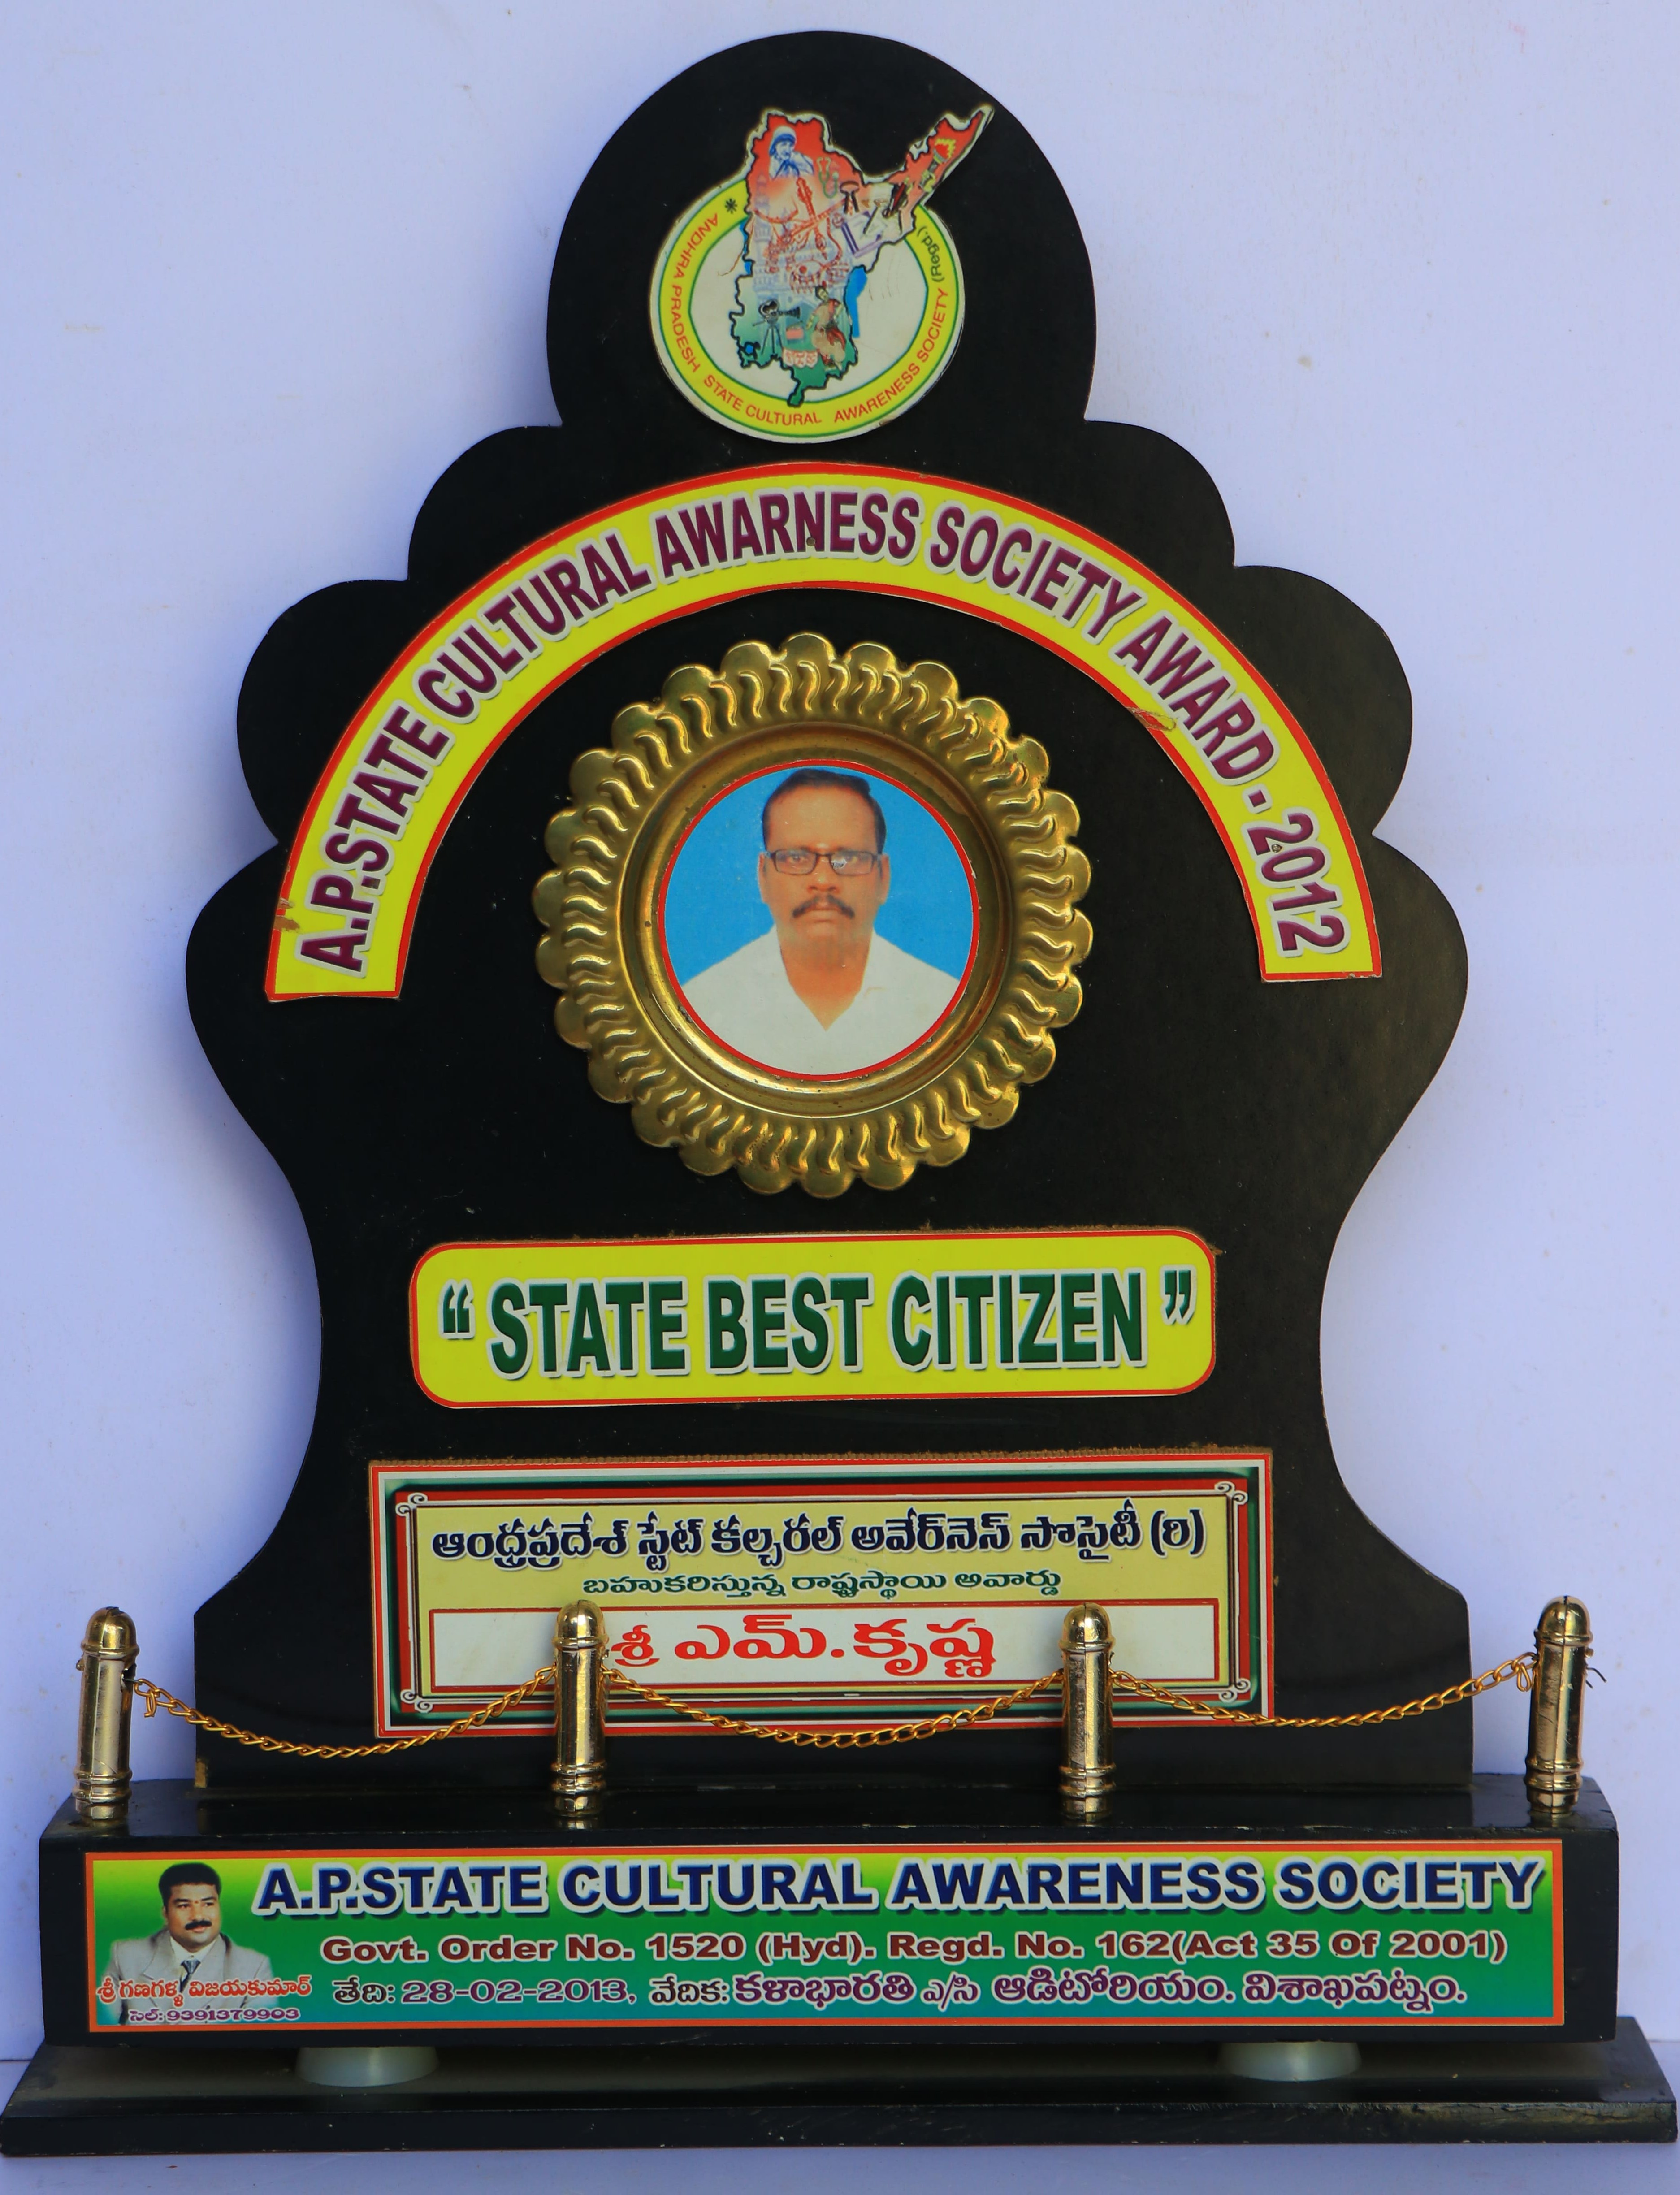 ANDHRA PRADESH STATE CULTURAL AWARENESS SOCIETY (Regd.)
A.P.STATE CULTURAL AWARNESS SOCIETY AWARD - 2012
“ STATE BEST CITIZEN ”
ఆంధ్రప్రదేశ్ స్టేట్ కల్చరల్ అవేర్‌నెస్ సొసైటీ (రి)
బహుకరిస్తున్న రాష్ట్రస్థాయి అవార్డు
శ్రీ ఎమ్.కృష్ణ
A.P.STATE CULTURAL AWARENESS SOCIETY
Govt. Order No. 1520 (Hyd). Regd. No. 162(Act 35 Of 2001)
తేది: 28-02-2013, వేదిక: కళాభారతి ఎ/సి ఆడిటోరియం. విశాఖపట్నం.
శ్రీ గణగళ్ళ విజయకుమార్
సెల్: 9391379903